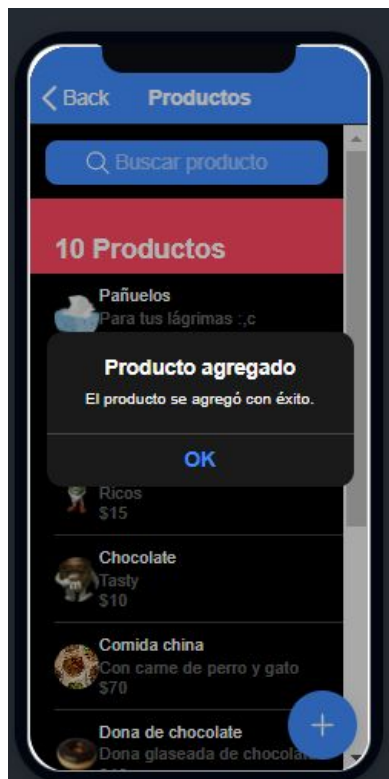 Back Productos
Buscar producto
10 Productos
Pañuelos
Para tus lágrimas :,c
Producto agregado
El producto se agregó con éxito.
OK
Ricos
$15
Chocolate
Tasty
$10
Comida china
Con carne de perro y gato
$70
Dona de chocolate
Dona glaseada de chocola